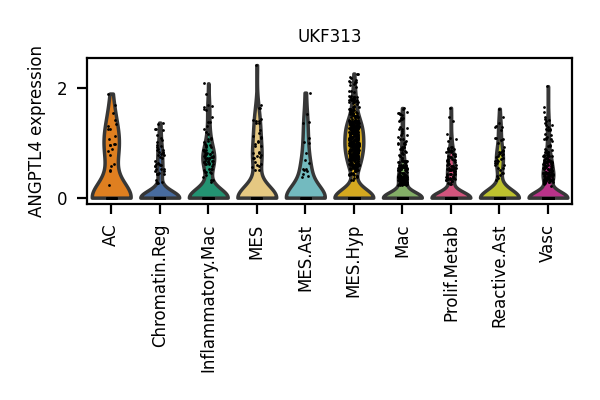 UKF313
ANGPTL4 expression
2
0
AC
Chromatin.Reg
Inflammatory.Mac
MES
MES.Ast
MES.Hyp
Mac
Prolif.Metab
Reactive.Ast
Vasc